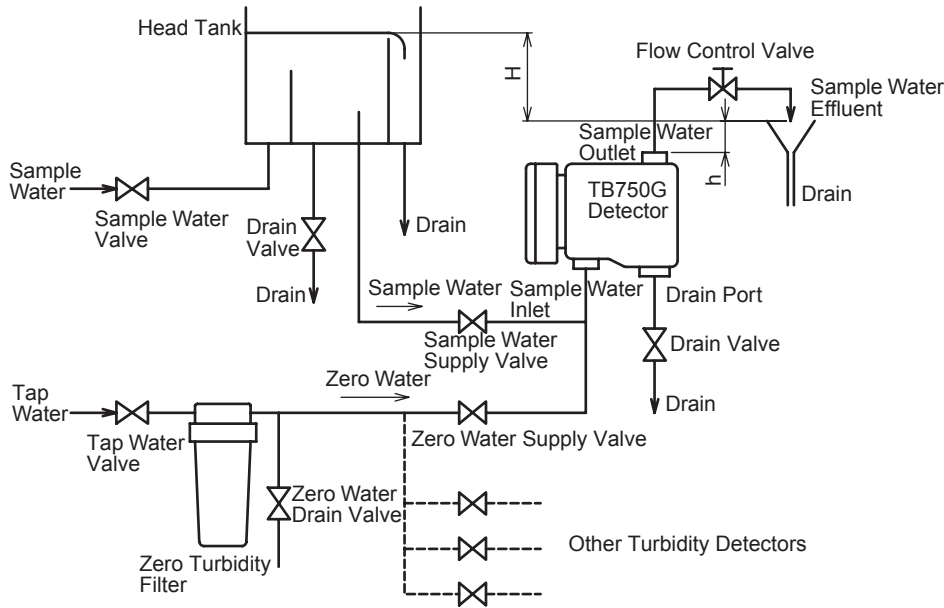 Head Tank
H
Flow Control Valve
Sample Water
Effluent
Sample Water
Outlet
h
Sample
Water
TB750G
Detector
Drain
Sample Water
Valve
Drain
Valve
Drain
Drain
Sample Water
Sample Water
Inlet
Drain Port
Sample Water
Supply Valve
Drain Valve
Zero Water
Tap
Water
Drain
Tap Water
Valve
Zero Water Supply Valve
Zero Water
Drain Valve
Other Turbidity Detectors
Zero Turbidity
Filter